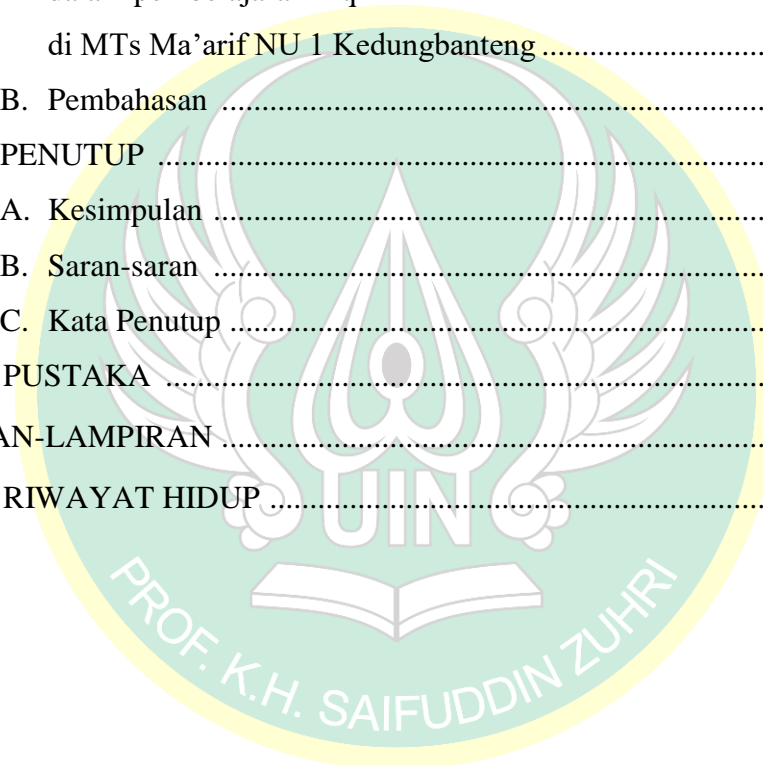 di MTs Ma’arif NU 1 Kedungbanteng ..............................
B. Pembahasan ..............................................................................
PENUTUP ........................................................................................
A. Kesimpulan ...............................................................................
B. Saran-saran ...............................................................................
C. Kata Penutup .............................................................................
PUSTAKA .......................................................................................
AN-LAMPIRAN ...............................................................................
RIWAYAT HIDUP ..........................................................................
UIN
PROF. K.H. SAIFUDDIN ZUHRI